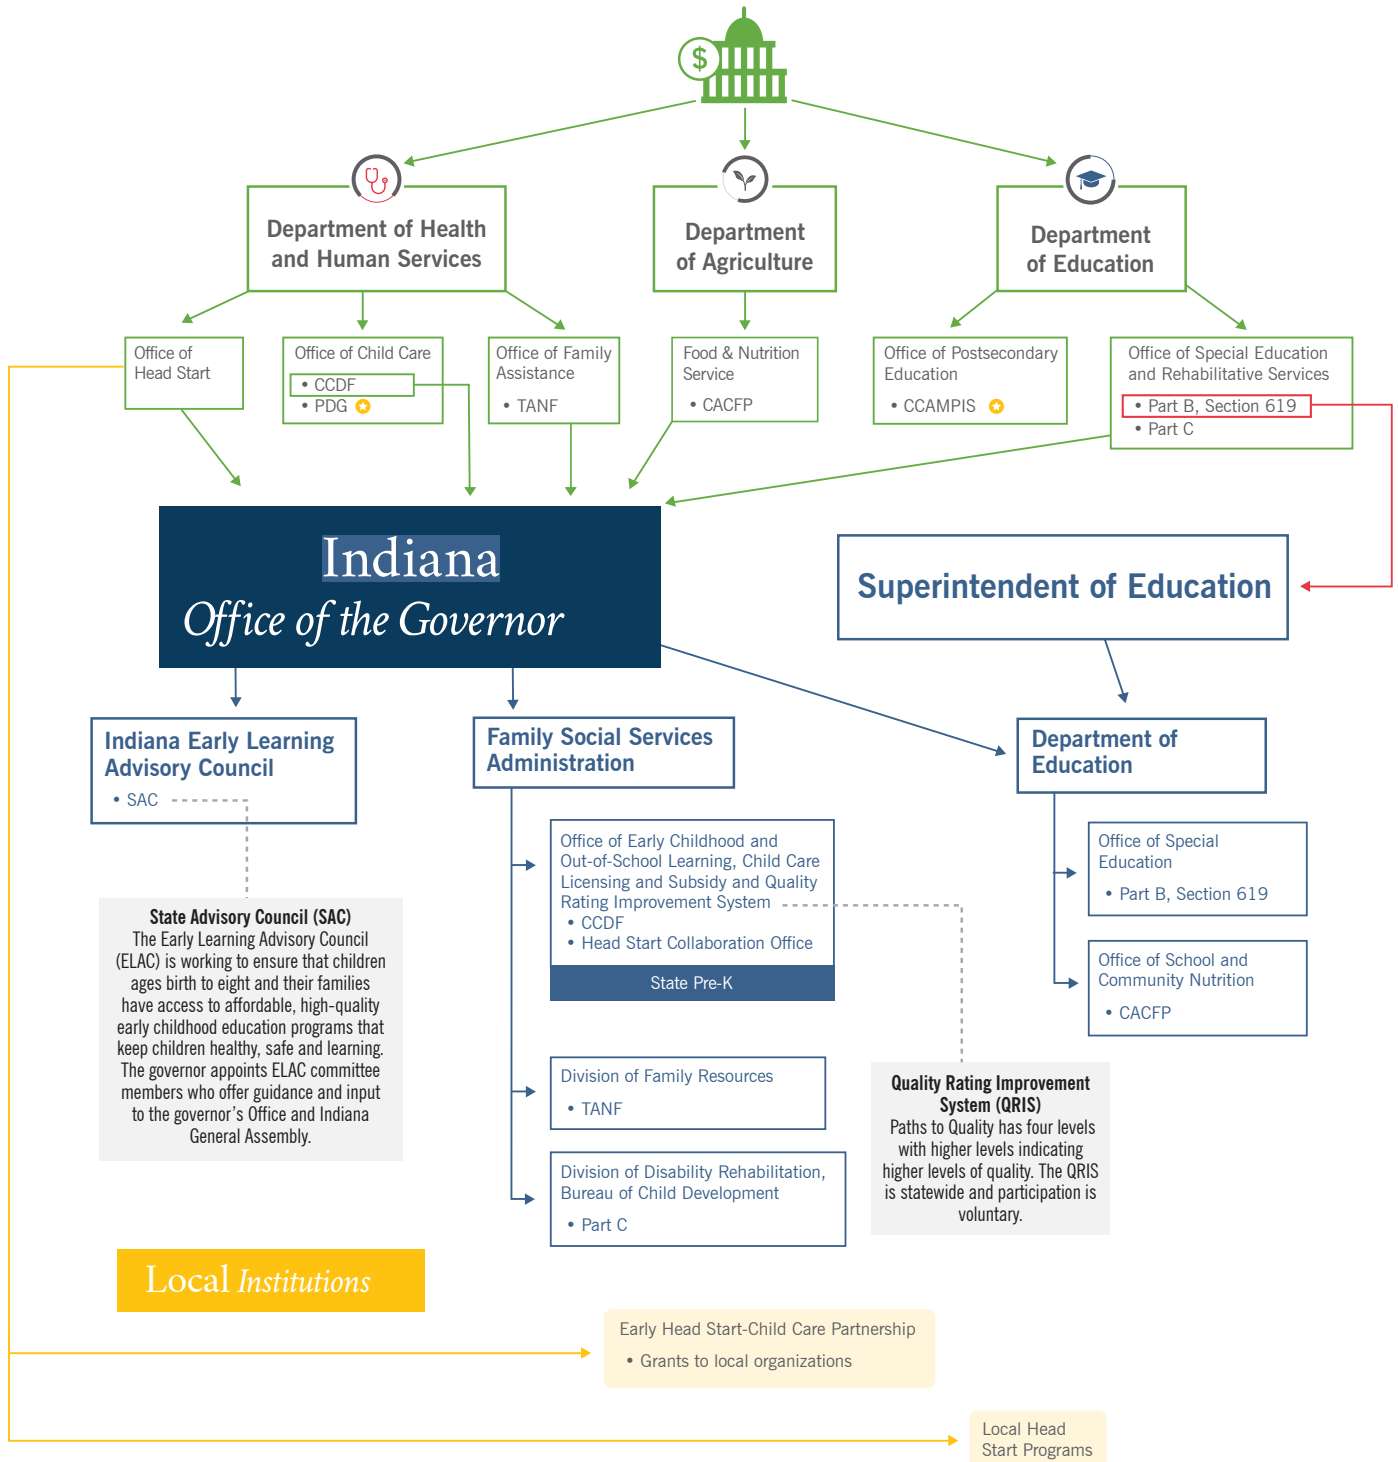 $
Department of Health
and Human Services
Department
of Agriculture
Department
of Education
Office of
Head Start
Office of Child Care
• CCDF
• PDG
Office of Family
Assistance
• TANF
Food & Nutrition
Service
• CACFP
Office of Postsecondary
Education
• CCAMPIS
Office of Special Education
and Rehabilitative Services
• Part B, Section 619
• Part C
Indiana
Office of the Governor
Superintendent of Education
Indiana Early Learning
Advisory Council
• SAC
Family Social Services
Administration
Department of
Education
Office of Early Childhood and
Out-of-School Learning, Child Care
Licensing and Subsidy and Quality
Rating Improvement System
• CCDF
• Head Start Collaboration Office
State Pre-K
Office of Special
Education
• Part B, Section 619
Office of School and
Community Nutrition
• CACFP
State Advisory Council (SAC)
The Early Learning Advisory Council
(ELAC) is working to ensure that children
ages birth to eight and their families
have access to affordable, high-quality
early childhood education programs that
keep children healthy, safe and learning.
The governor appoints ELAC committee
members who offer guidance and input
to the governor's Office and Indiana
General Assembly.
Division of Family Resources
• TANF
Division of Disability Rehabilitation,
Bureau of Child Development
• Part C
Quality Rating Improvement
System (QRIS)
Paths to Quality has four levels
with higher levels indicating
higher levels of quality. The QRIS
is statewide and participation is
voluntary.
Local Institutions
Early Head Start-Child Care Partnership
• Grants to local organizations
Local Head
Start Programs